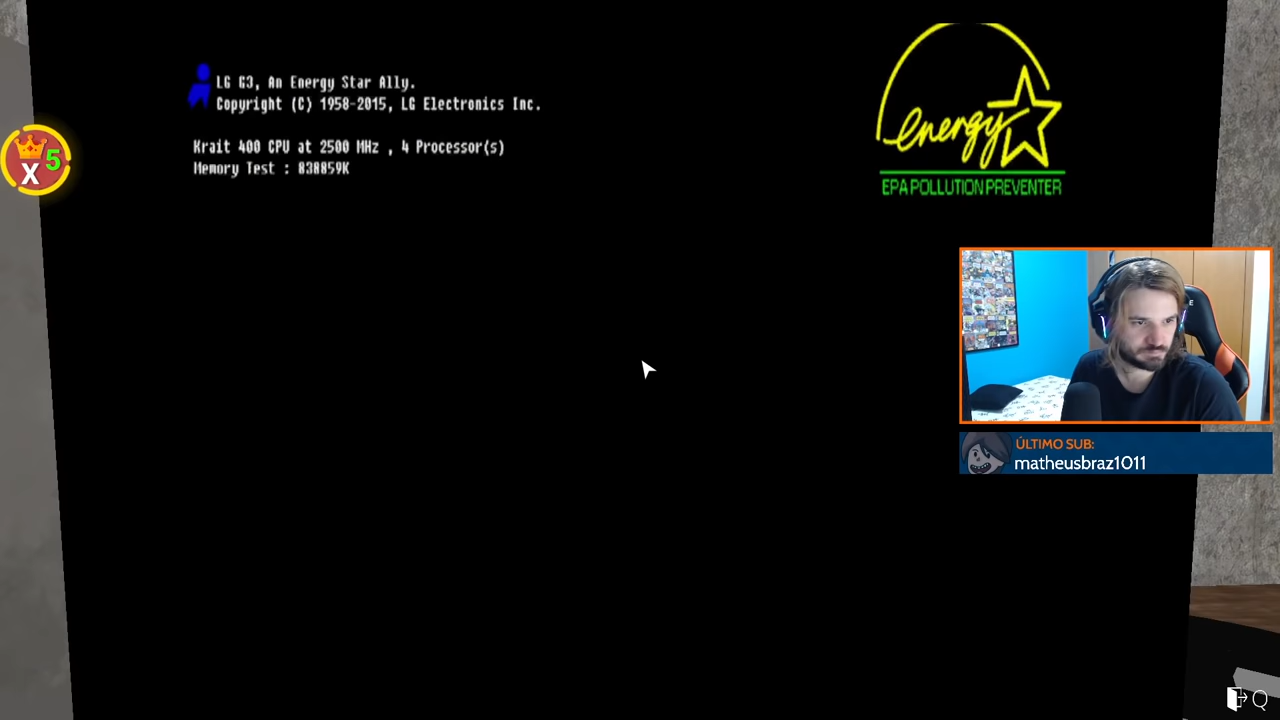 LG G3, An Energy Star Ally.
Copyright (C) 1958-2015, LG Electronics Inc.
Krait 400 CPU at 2500 MHz , 4 Processor(s)
Memory Test : 838859K
energy
EPA POLLUTION PREVENTER
X 5
ÚLTIMO SUB:
matheusbraz1011
Q